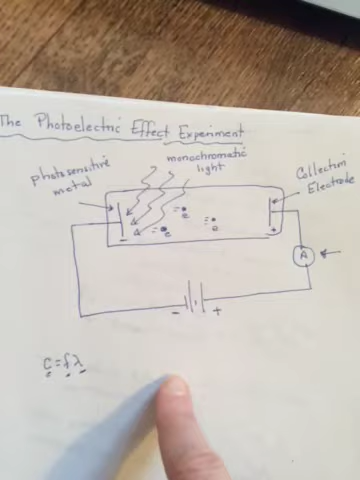 The Photoelectric Effect Experiment
photosensitive
metal
monochromatic
light
Collection
Electrode
e
e
e
-
+
A
- +
c=fλ